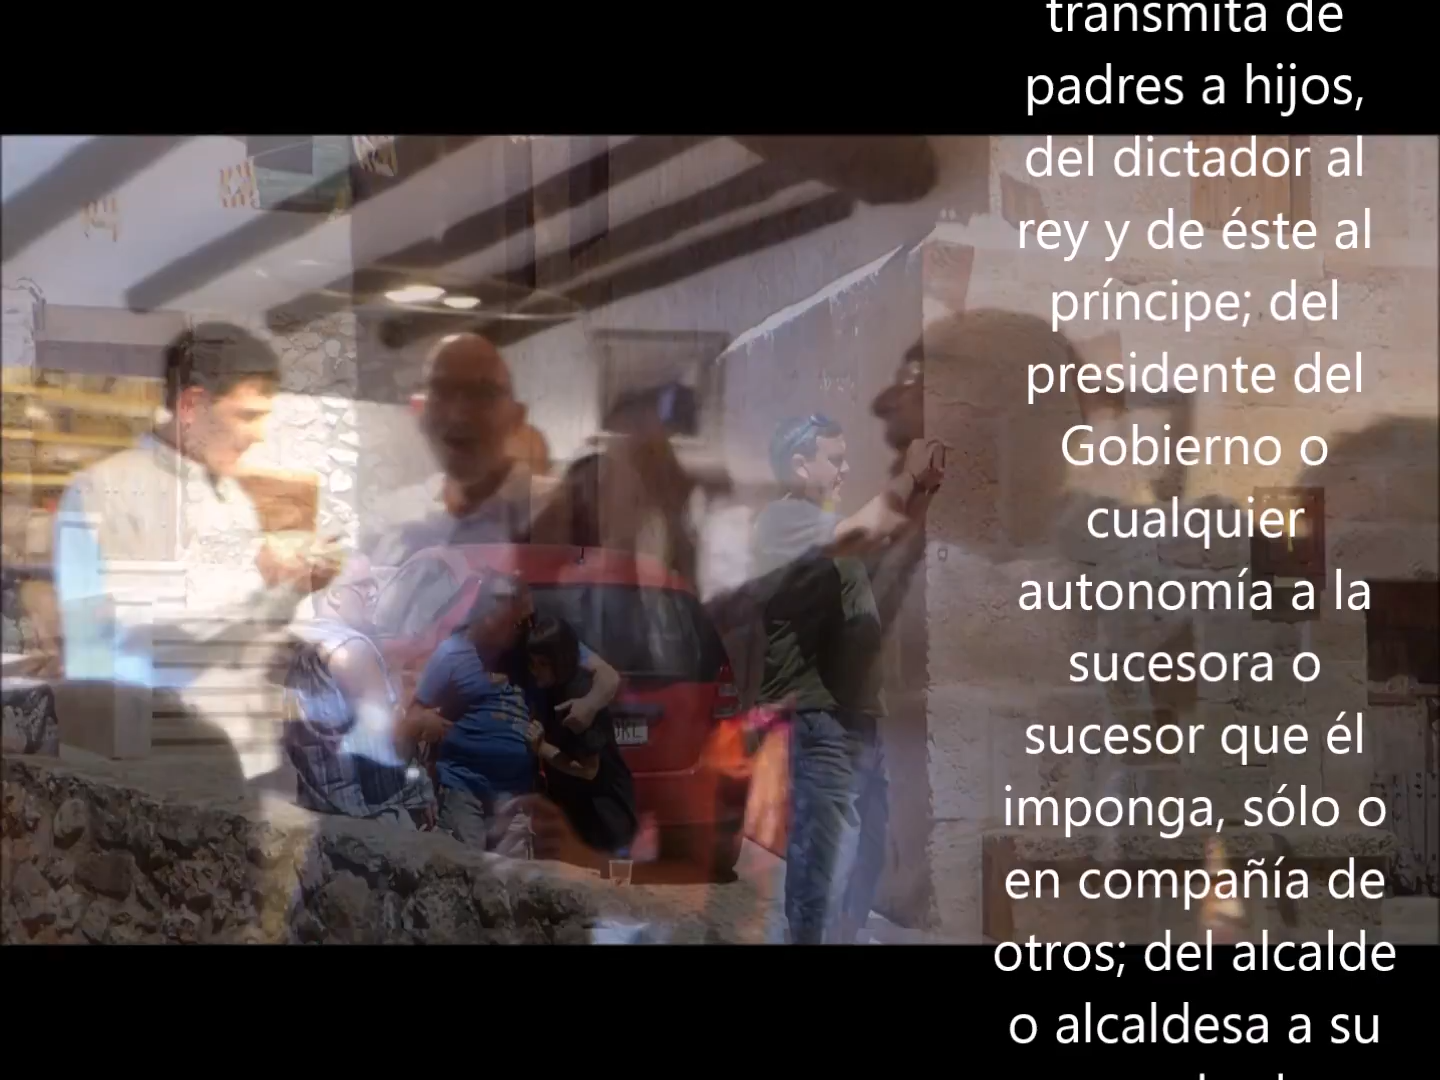 transmita de
padres a hijos,
del dictador al
rey y de éste al
príncipe; del
presidente del
Gobierno o
cualquier
autonomía a la
sucesora o
sucesor que él
imponga, sólo o
en compañía de
otros; del alcalde
o alcaldesa a su